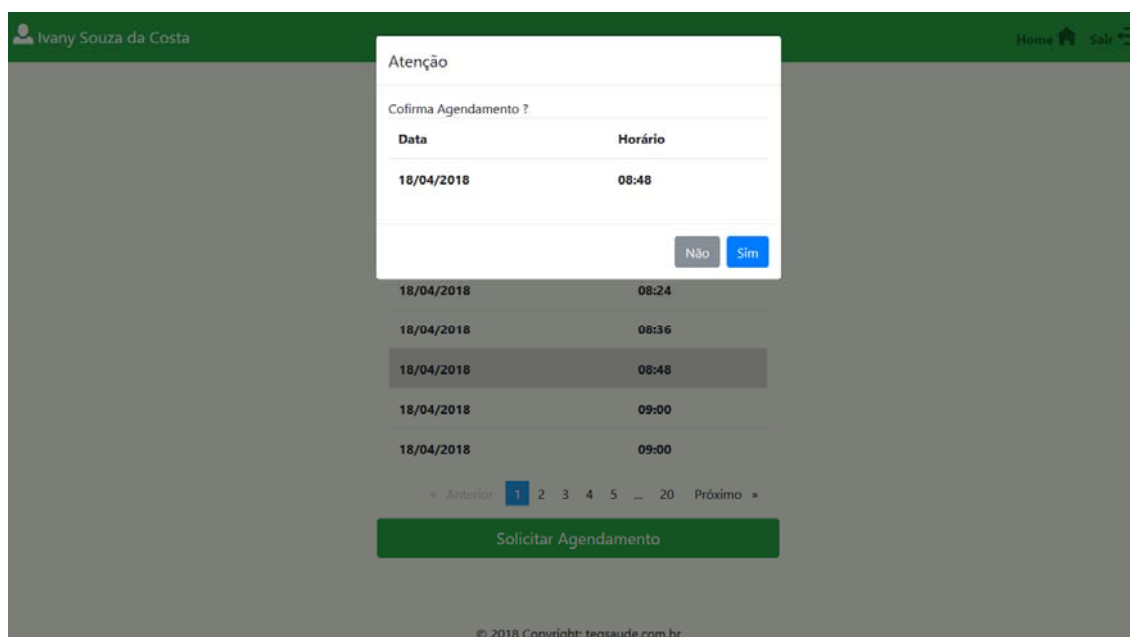 Ivany Souza da Costa
Home Sair
Atenção
Cofirma Agendamento ?
Data Horário
18/04/2018 08:48
Não Sim
18/04/2018 08:24
18/04/2018 08:36
18/04/2018 08:48
18/04/2018 09:00
18/04/2018 09:00
« Anterior 1 2 3 4 5 ... 20 Próximo »
Solicitar Agendamento
© 2018 Copyright: teqsaude.com.br